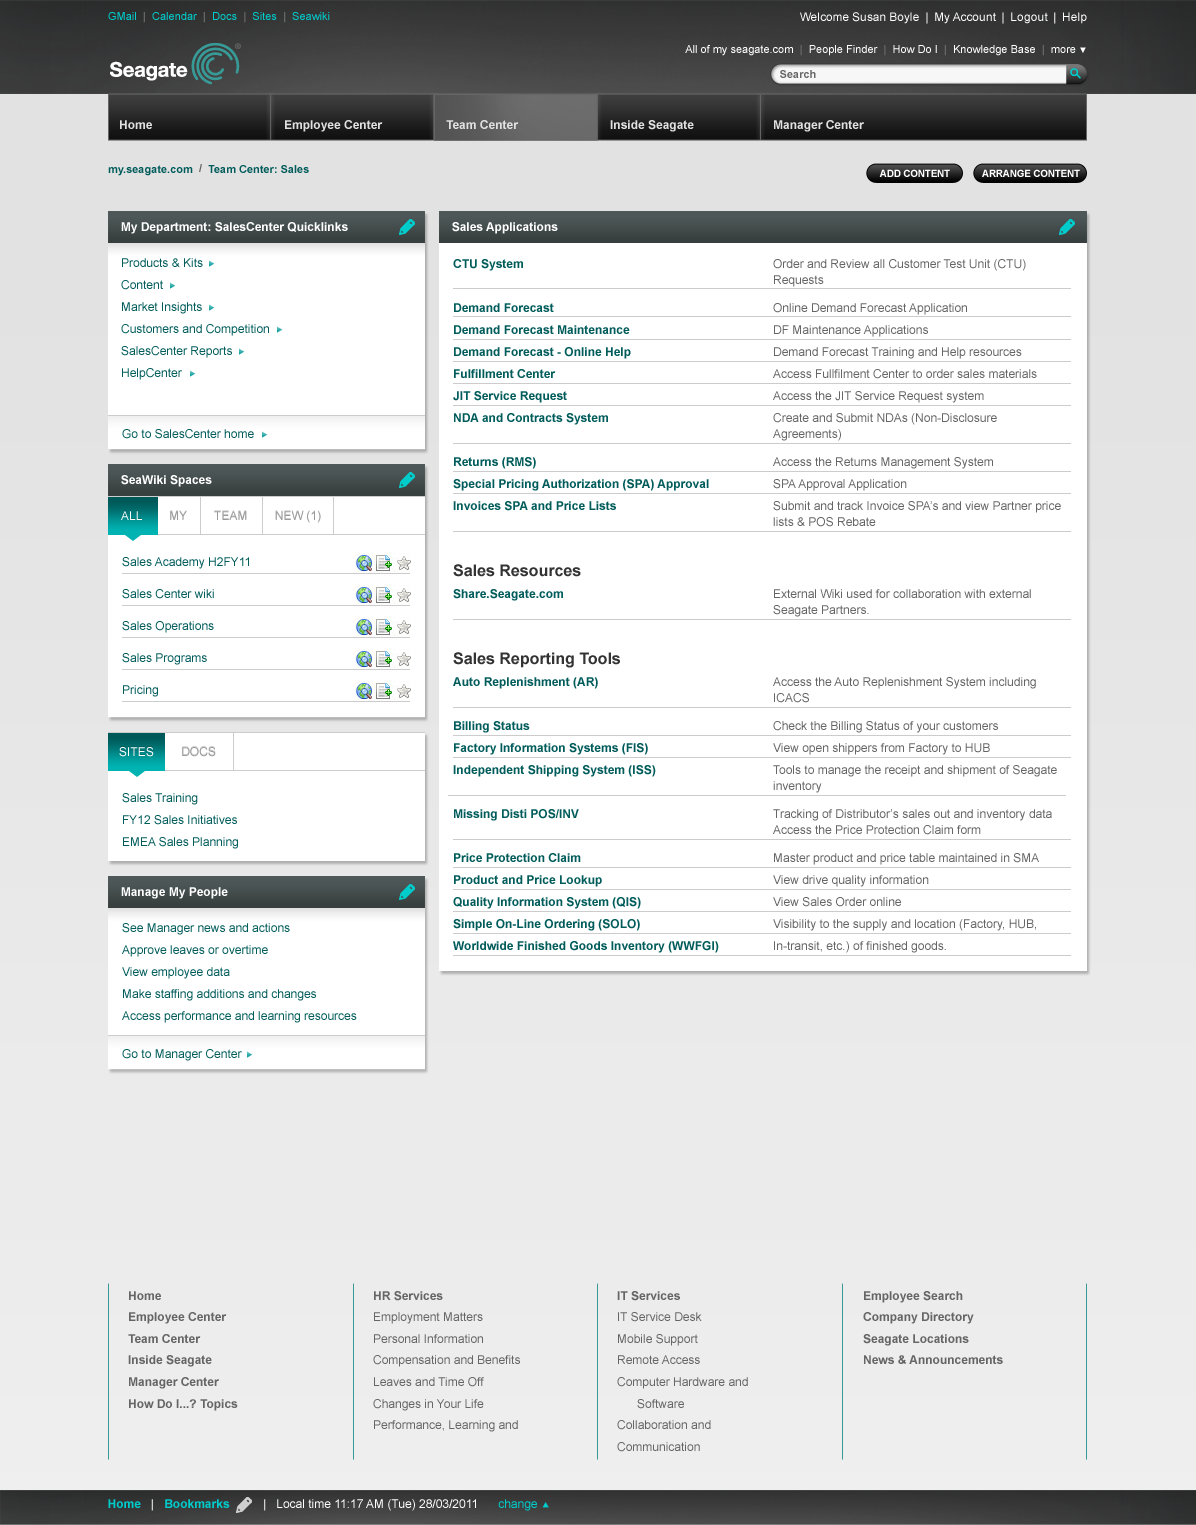 GMail | Calendar | Docs | Sites | Seawiki
Welcome Susan Boyle | My Account | Logout | Help
All of my seagate.com | People Finder | How Do I | Knowledge Base | more ▼
Seagate®
Search
Home
Employee Center
Team Center
Inside Seagate
Manager Center
my.seagate.com / Team Center: Sales
ADD CONTENT
ARRANGE CONTENT
My Department: SalesCenter Quicklinks
Products & Kits
Content
Market Insights
Customers and Competition
SalesCenter Reports
HelpCenter
Go to SalesCenter home
SeaWiki Spaces
ALL MY TEAM NEW (1)
Sales Academy H2FY11
Sales Center wiki
Sales Operations
Sales Programs
Pricing
SITES DOCS
Sales Training
FY12 Sales Initiatives
EMEA Sales Planning
Manage My People
See Manager news and actions
Approve leaves or overtime
View employee data
Make staffing additions and changes
Access performance and learning resources
Go to Manager Center
Sales Applications
CTU System Order and Review all Customer Test Unit (CTU)
Requests
Demand Forecast Online Demand Forecast Application
Demand Forecast Maintenance DF Maintenance Applications
Demand Forecast - Online Help Demand Forecast Training and Help resources
Fulfillment Center Access Fullfilment Center to order sales materials
JIT Service Request Access the JIT Service Request system
NDA and Contracts System Create and Submit NDAs (Non-Disclosure
Agreements)
Returns (RMS) Access the Returns Management System
Special Pricing Authorization (SPA) Approval SPA Approval Application
Invoices SPA and Price Lists Submit and track Invoice SPA's and view Partner price
lists & POS Rebate
Sales Resources
Share.Seagate.com External Wiki used for collaboration with external
Seagate Partners.
Sales Reporting Tools
Auto Replenishment (AR) Access the Auto Replenishment System including
ICACS
Billing Status Check the Billing Status of your customers
Factory Information Systems (FIS) View open shippers from Factory to HUB
Independent Shipping System (ISS) Tools to manage the receipt and shipment of Seagate
inventory
Missing Disti POS/INV Tracking of Distributor's sales out and inventory data
Access the Price Protection Claim form
Price Protection Claim Master product and price table maintained in SMA
Product and Price Lookup View drive quality information
Quality Information System (QIS) View Sales Order online
Simple On-Line Ordering (SOLO) Visibility to the supply and location (Factory, HUB,
Worldwide Finished Goods Inventory (WWFGI) In-transit, etc.) of finished goods.
Home
Employee Center
Team Center
Inside Seagate
Manager Center
How Do I...? Topics
HR Services
Employment Matters
Personal Information
Compensation and Benefits
Leaves and Time Off
Changes in Your Life
Performance, Learning and
IT Services
IT Service Desk
Mobile Support
Remote Access
Computer Hardware and
Software
Collaboration and
Communication
Employee Search
Company Directory
Seagate Locations
News & Announcements
Home | Bookmarks | Local time 11:17 AM (Tue) 28/03/2011 change ▲